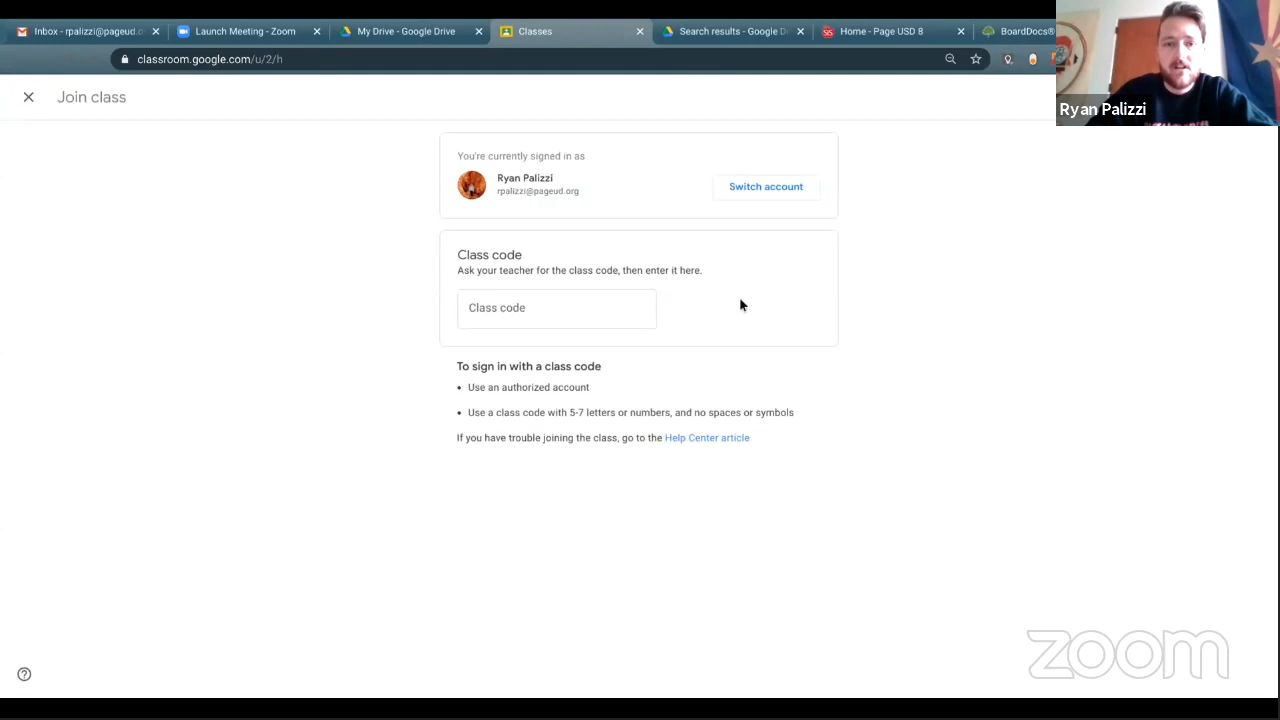 Inbox - rpalizzi@pageud.o
Launch Meeting - Zoom
My Drive - Google Drive
Classes
Search results - Google D
Home - Page USD 8
BoardDocs®
classroom.google.com/u/2/h
Join class
Ryan Palizzi
You're currently signed in as
Ryan Palizzi
rpalizzi@pageud.org
Switch account
Class code
Ask your teacher for the class code, then enter it here.
Class code
To sign in with a class code
• Use an authorized account
• Use a class code with 5-7 letters or numbers, and no spaces or symbols
If you have trouble joining the class, go to the Help Center article
zoom